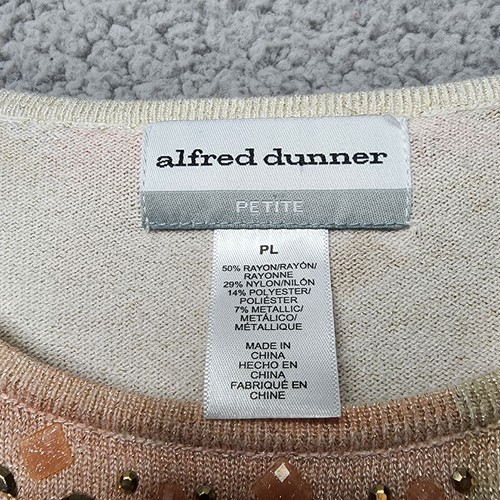 alfred dunner
PETITE
PL
50% RAYON/RAYÓN/
RAYONNE
29% NYLON/NILÓN
14% POLYESTER/
POLIÉSTER
7% METALLIC/
METÁLICO/
MÉTALLIQUE
MADE IN
CHINA
HECHO EN
CHINA
FABRIQUÉ EN
CHINE